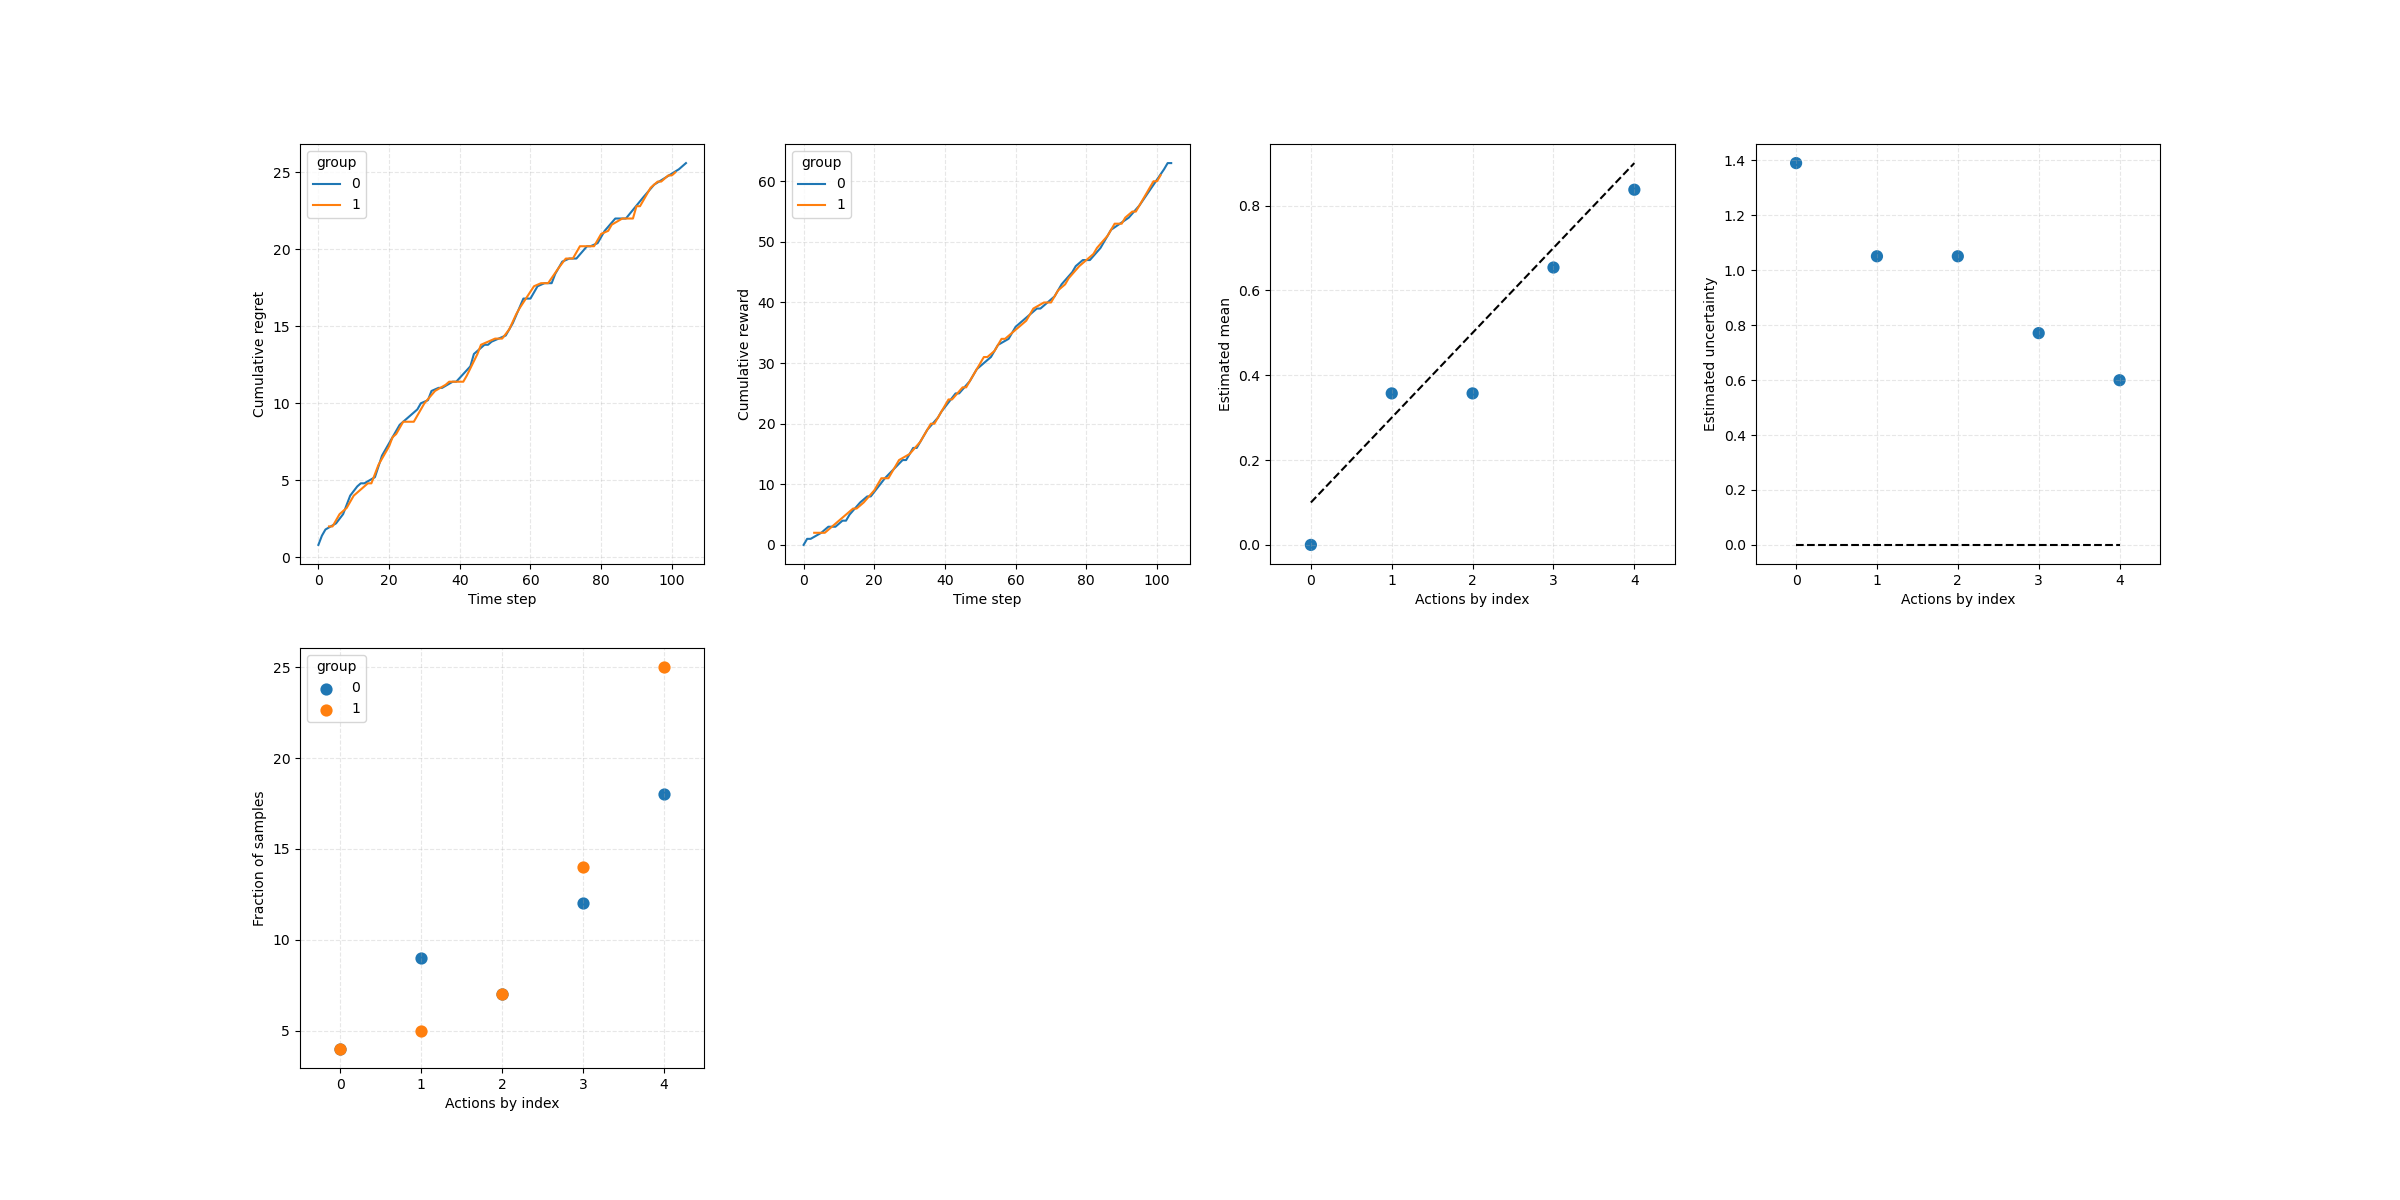 group
0
1
25
20
15
10
5
0
Cumulative regret
0 20 40 60 80 100
Time step
group
0
1
60
50
40
30
20
10
0
Cumulative reward
0 20 40 60 80 100
Time step
0.8
0.6
0.4
0.2
0.0
Estimated mean
0 1 2 3 4
Actions by index
1.4
1.2
1.0
0.8
0.6
0.4
0.2
0.0
Estimated uncertainty
0 1 2 3 4
Actions by index
group
0
1
25
20
15
10
5
Fraction of samples
0 1 2 3 4
Actions by index